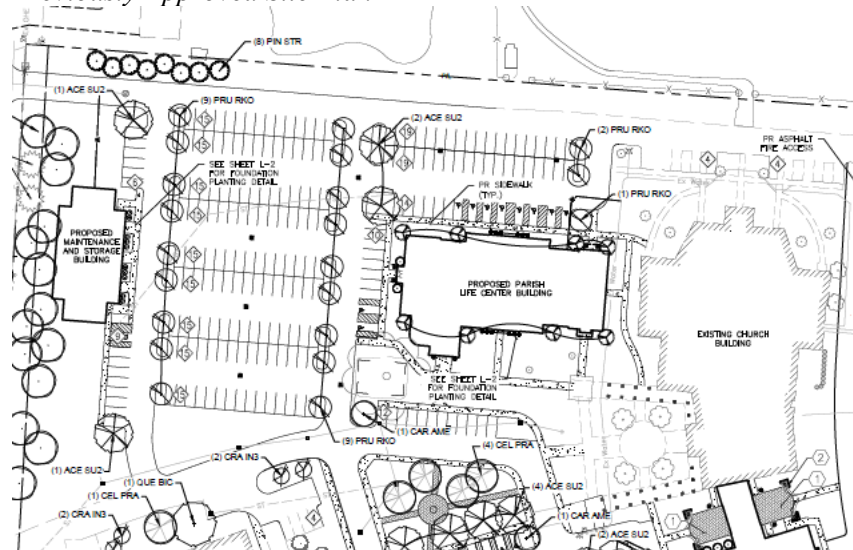 (8) PIN STR
(1) ACE SU2
(9) PRU RKO
(2) ACE SU2
(2) PRU RKO
PR ASPHALT
FIRE ACCESS
SEE SHEET L-2
FOR FOUNDATION
PLANTING DETAIL
PR SIDEWALK
(TYP.)
(1) PRU RKO
PROPOSED
MAINTENANCE
AND STORAGE
BUILDING
PROPOSED PARISH
LIFE CENTER BUILDING
EXISTING CHURCH
BUILDING
SEE SHEET L-2
FOR FOUNDATION
PLANTING DETAIL
(9) PRU RKO
(1) CAR AME
(1) ACE SU2
(2) CRA IN3
(4) CEL PRA
(1) QUE BIC
(1) CEL PRA
(4) ACE SU2
(2) CRA IN3
(1) CAR AME
(2) ACE SU2